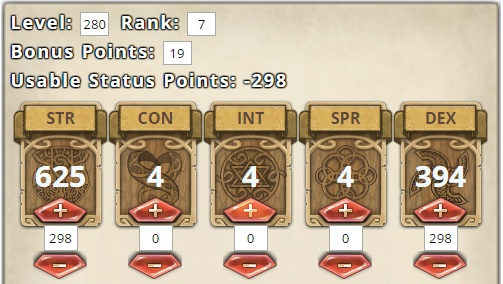 Level: 280 Rank: 7
Bonus Points: 19
Usable Status Points: -298
STR CON INT SPR DEX
625 4 4 4 394
+ + + + +
298 0 0 0 298
- - - - -